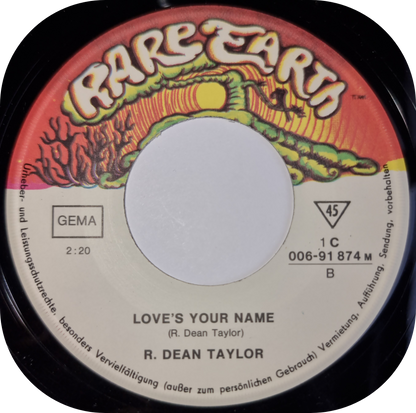 RARE EARTH
T.M.
GEMA
2:20
45
1 C
006-91 874 M
B
LOVE'S YOUR NAME
(R. Dean Taylor)
R. DEAN TAYLOR
Urheber- und Leistungsschutzrechte, besonders Vervielfältigung (außer zum persönlichen Gebrauch) Vermietung, Aufführung, Sendung, vorbehalten